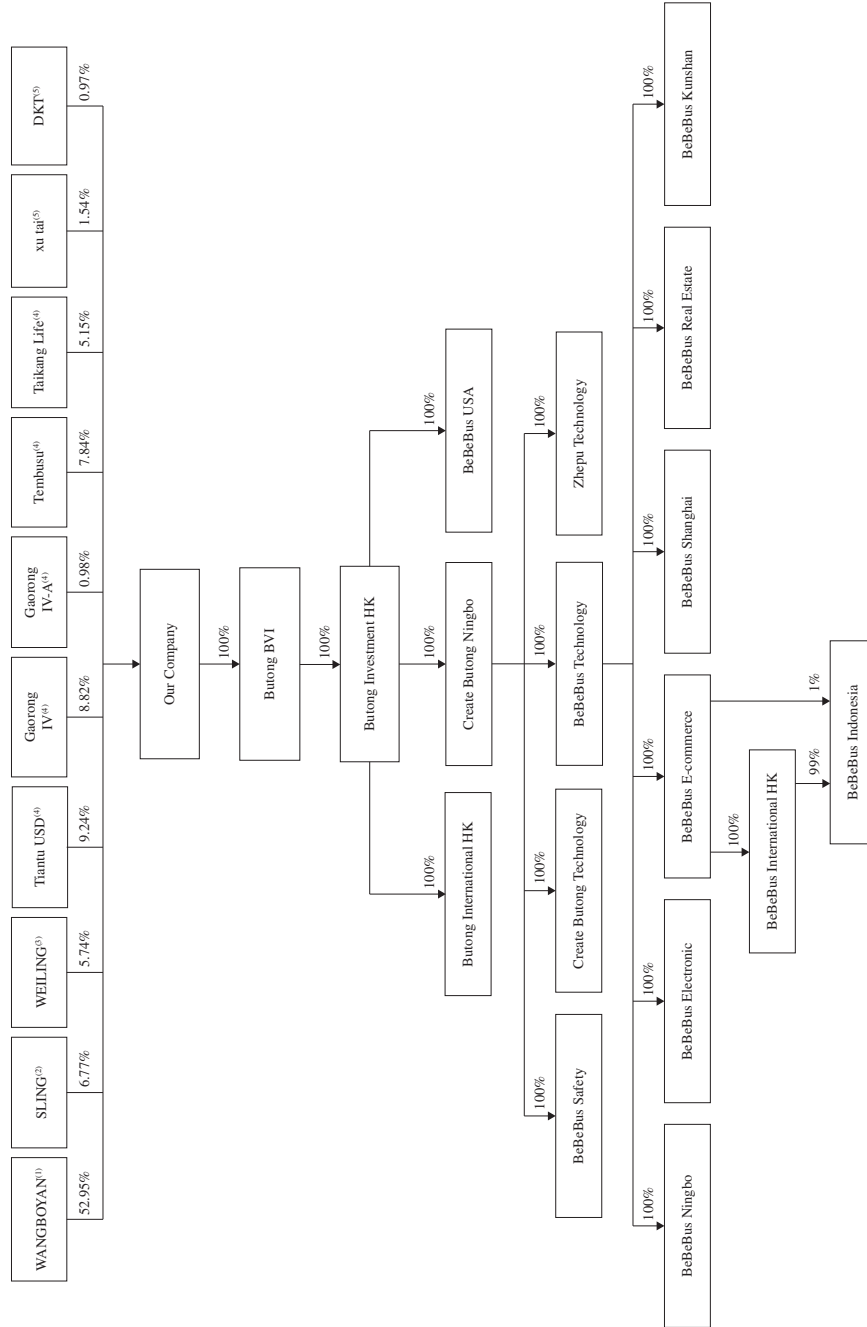 WANGBOYAN(1)
SLING(2)
WEILING(3)
Tiantu USD(4)
Gaorong
IV(4)
Gaorong
IV-A(4)
Tembusu(4)
Taikang Life(4)
xu tai(5)
DKT(5)
52.95%
6.77%
5.74%
9.24%
8.82%
0.98%
7.84%
5.15%
1.54%
0.97%
Our Company
100%
Butong BVI
100%
Butong Investment HK
100%
100%
100%
Butong International HK
Create Butong Ningbo
BeBeBus USA
100%
100%
100%
100%
BeBeBus Safety
Create Butong Technology
BeBeBus Technology
Zhepu Technology
100%
100%
100%
100%
100%
100%
BeBeBus Ningbo
BeBeBus Electronic
BeBeBus E-commerce
BeBeBus Shanghai
BeBeBus Real Estate
BeBeBus Kunshan
100%
BeBeBus International HK
99%
1%
BeBeBus Indonesia